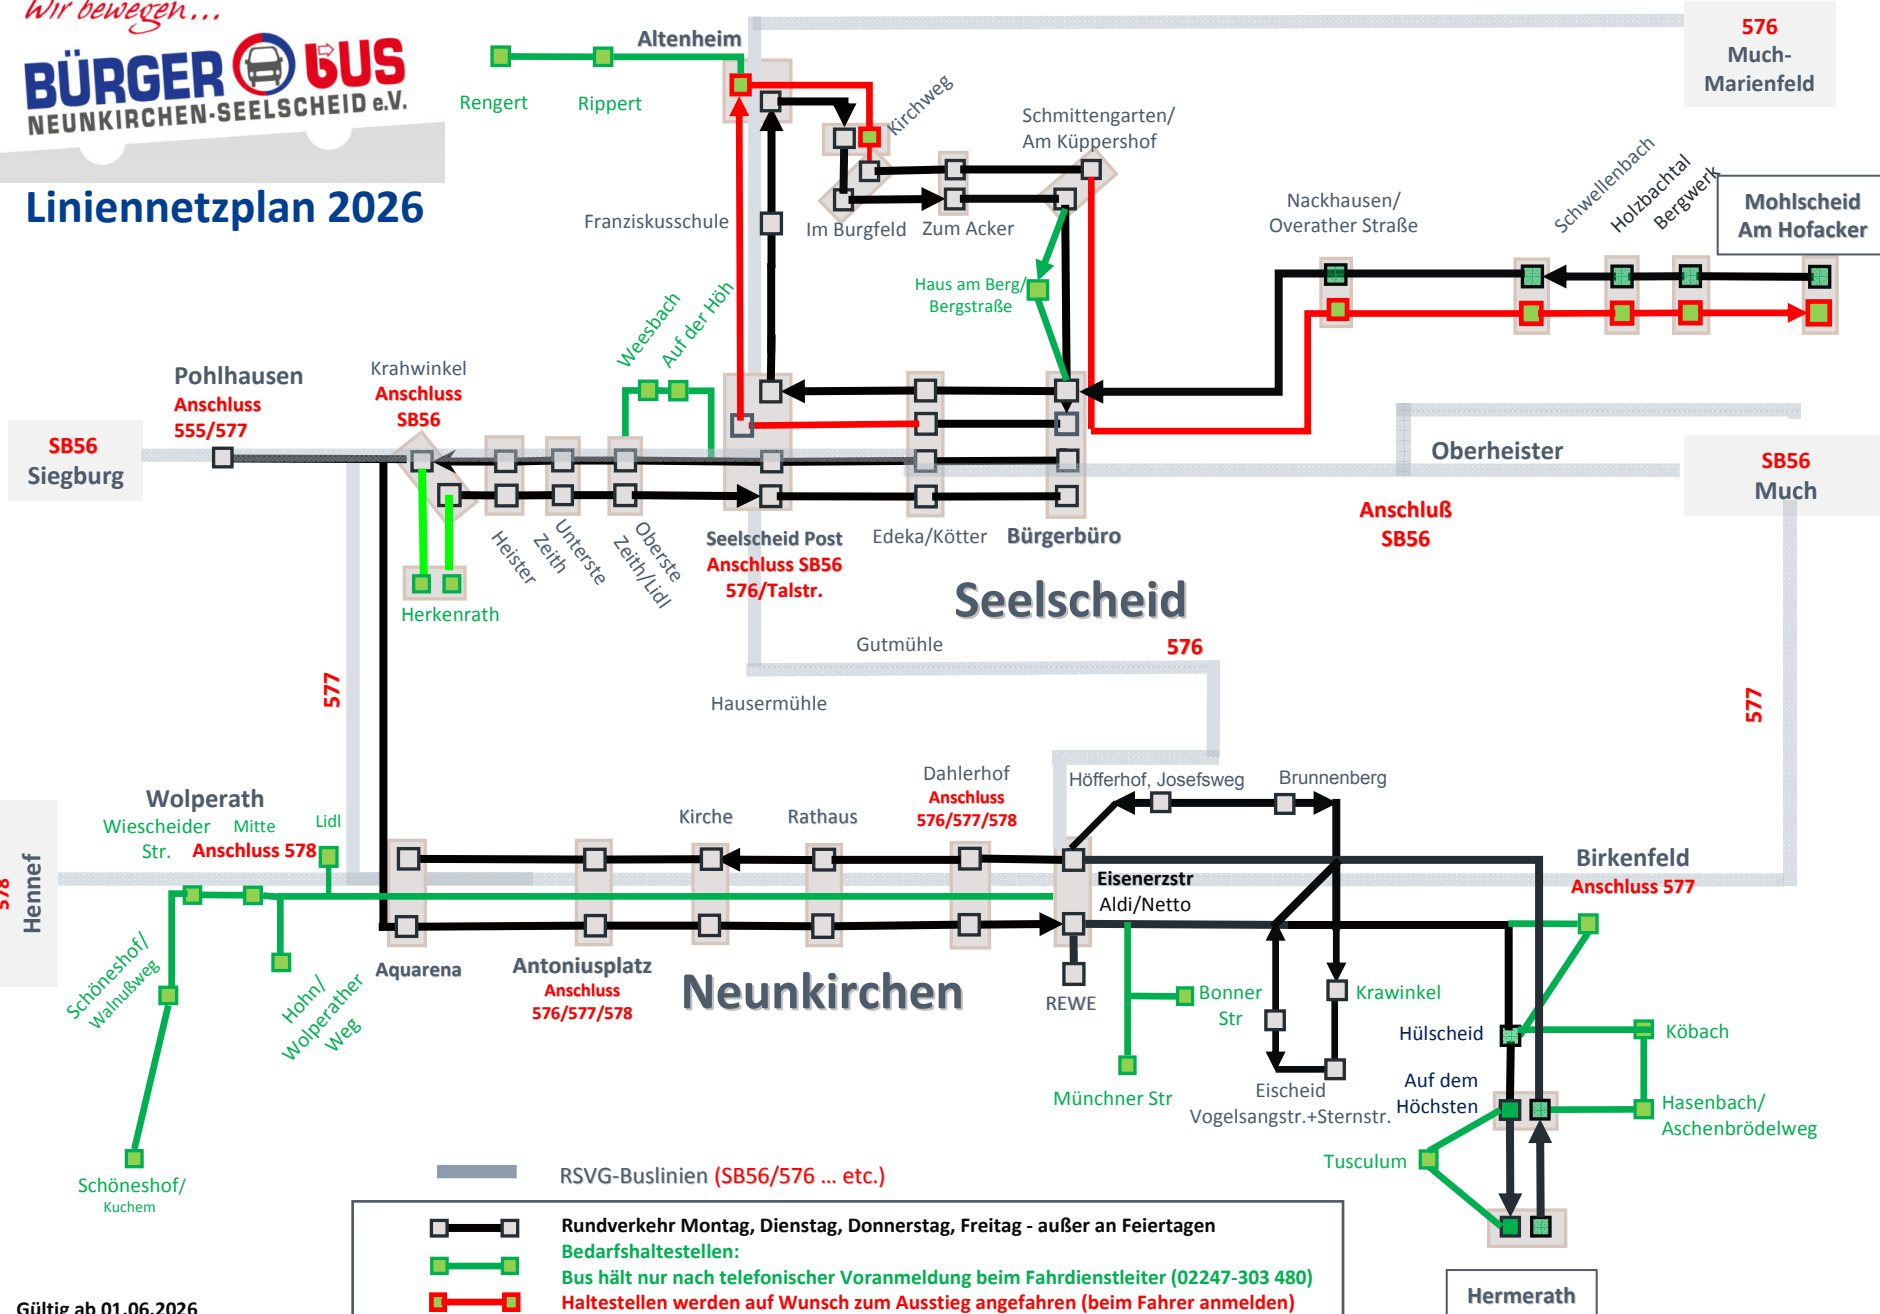 Wir bewegen...
BÜRGER BUS
NEUNKIRCHEN-SEELSCHEID e.V.
Liniennetzplan 2026
Altenheim
Rengert
Rippert
Kirchweg
Schmittengarten/
Am Küppershof
576
Much-
Marienfeld
Franziskusschule
Im Burgfeld
Zum Acker
Haus am Berg/
Bergstraße
Nackhausen/
Overather Straße
Schwellenbach
Holzbachtal
Bergwerk
Mohlscheid
Am Hofacker
Weesbach
Auf der Höh
Pohlhausen
Anschluss
555/577
Krahwinkel
Anschluss
SB56
SB56
Siegburg
Oberheister
SB56
Much
Anschluß
SB56
Heister
Unterste
Zeith
Oberste
Zeith/Lidl
Seelscheid Post
Anschluss SB56
576/Talstr.
Edeka/Kötter
Bürgerbüro
Herkenrath
Seelscheid
Gutmühle
576
Hausermühle
577
577
Wolperath
Wiescheider
Str.
Mitte
Lidl
Anschluss 578
Kirche
Rathaus
Dahlerhof
Anschluss
576/577/578
Höfferhof, Josefsweg
Brunnenberg
578
Hennef
Eisenerzstr
Aldi/Netto
Birkenfeld
Anschluss 577
Schöneshof/
Walnußweg
Hohn/
Wolperather
Weg
Aquarena
Antoniusplatz
Anschluss
576/577/578
Neunkirchen
REWE
Bonner
Str
Krawinkel
Hülscheid
Köbach
Münchner Str
Eischeid
Vogelsangstr.+Sternstr.
Auf dem
Höchsten
Hasenbach/
Aschenbrödelweg
Tusculum
Schöneshof/
Kuchem
RSVG-Buslinien (SB56/576 ... etc.)
Rundverkehr Montag, Dienstag, Donnerstag, Freitag - außer an Feiertagen
Bedarfshaltestellen:
Bus hält nur nach telefonischer Voranmeldung beim Fahrdienstleiter (02247-303 480)
Haltestellen werden auf Wunsch zum Ausstieg angefahren (beim Fahrer anmelden)
Hermerath
Gültig ab 01.06.2026